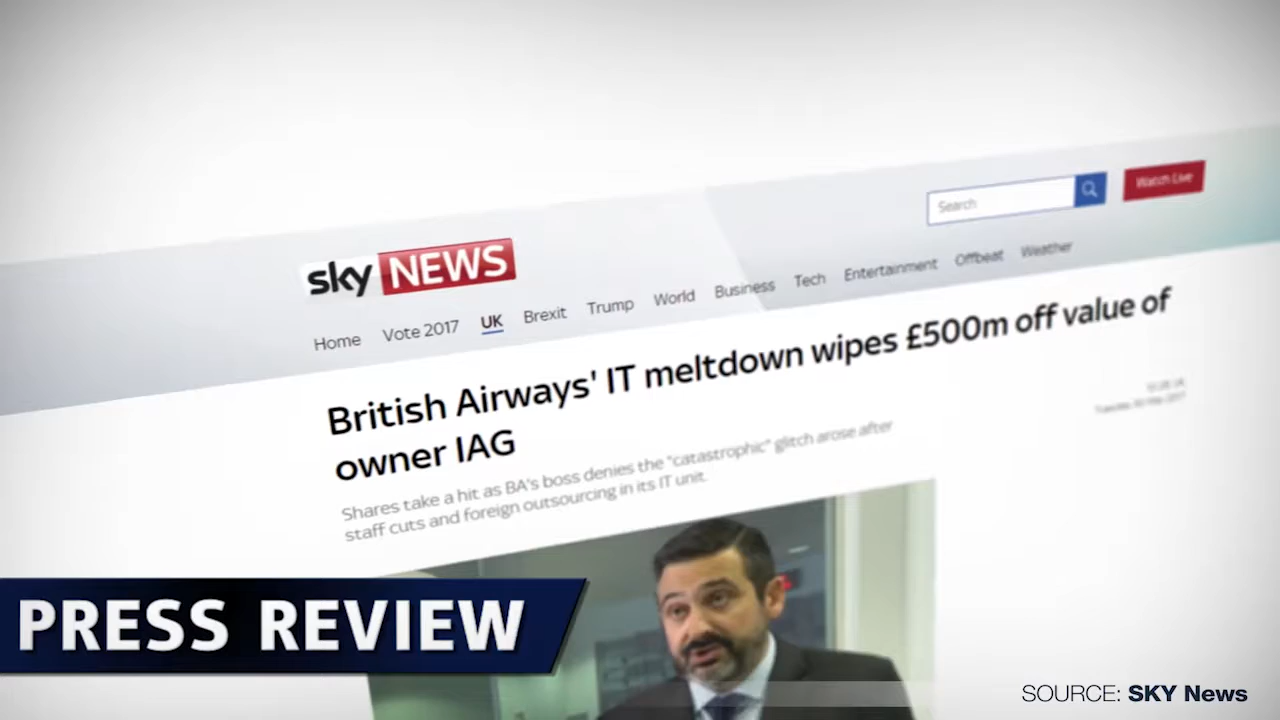 Search
Watch Live
sky NEWS
Home Vote 2017 UK Brexit Trump World Business Tech Entertainment Offbeat Weather
British Airways' IT meltdown wipes £500m off value of
owner IAG
Shares take a hit as BA's boss denies the "catastrophic" glitch arose after
staff cuts and foreign outsourcing in its IT unit.
PRESS REVIEW
SOURCE: SKY News